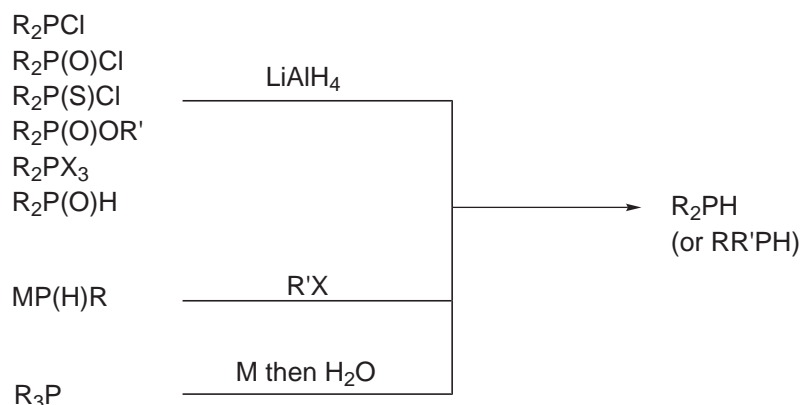 R₂PCl
R₂P(O)Cl
R₂P(S)Cl
R₂P(O)OR'
R₂PX₃
R₂P(O)H
LiAlH₄
MP(H)R
R'X
R₃P
M then H₂O
R₂PH
(or RR'PH)